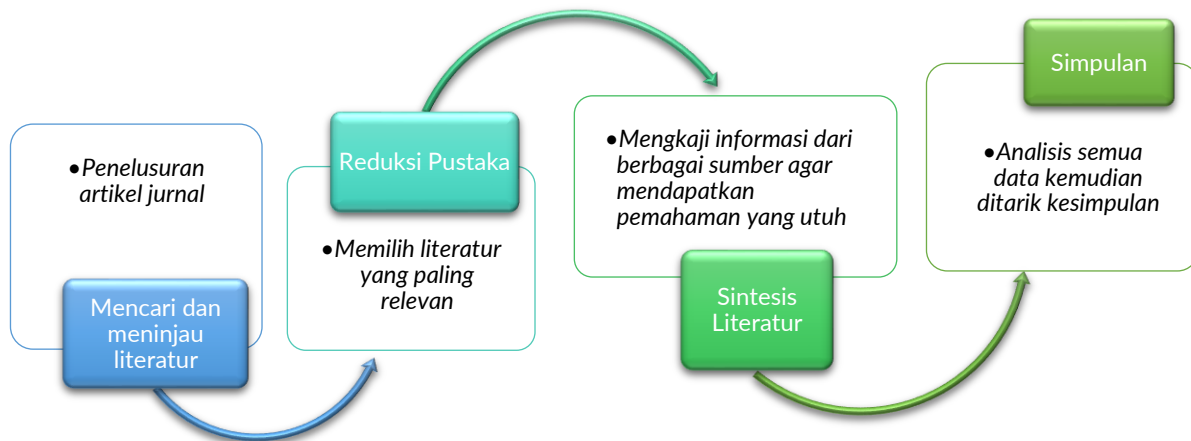 •Penelusuran
artikel jurnal
Mencari dan
meninjau
literatur
Reduksi Pustaka
•Memilih literatur
yang paling
relevan
•Mengkaji informasi dari
berbagai sumber agar
mendapatkan
pemahaman yang utuh
Sintesis
Literatur
Simpulan
•Analisis semua
data kemudian
ditarik kesimpulan